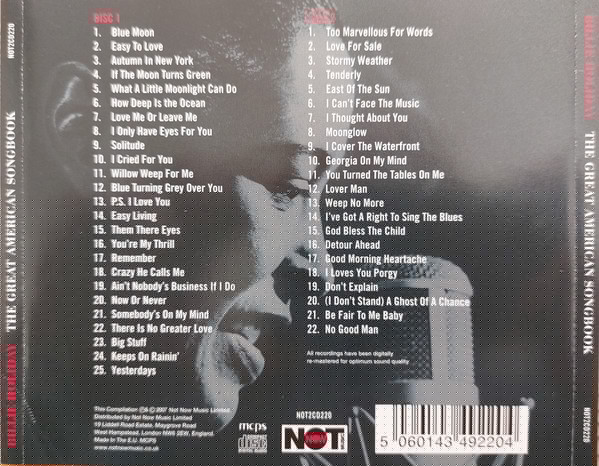 NOT2CD220
BILLIE HOLIDAY THE GREAT AMERICAN SONGBOOK
DISC 1
1. Blue Moon
2. Easy To Love
3. Autumn In New York
4. If The Moon Turns Green
5. What A Little Moonlight Can Do
6. How Deep Is the Ocean
7. Love Me Or Leave Me
8. I Only Have Eyes For You
9. Solitude
10. I Cried For You
11. Willow Weep For Me
12. Blue Turning Grey Over You
13. P.S. I Love You
14. Easy Living
15. Them There Eyes
16. You're My Thrill
17. Remember
18. Crazy He Calls Me
19. Ain't Nobody's Business If I Do
20. Now Or Never
21. Somebody's On My Mind
22. There Is No Greater Love
23. Big Stuff
24. Keeps On Rainin'
25. Yesterdays
1. Too Marvellous For Words
2. Love For Sale
3. Stormy Weather
4. Tenderly
5. East Of The Sun
6. I Can't Face The Music
7. I Thought About You
8. Moonglow
9. I Cover The Waterfront
10. Georgia On My Mind
11. You Turned The Tables On Me
12. Lover Man
13. Weep No More
14. I've Got A Right To Sing The Blues
15. God Bless The Child
16. Detour Ahead
17. Good Morning Heartache
18. I Loves You Porgy
19. Don't Explain
20. (I Don't Stand) A Ghost Of A Chance
21. Be Fair To Me Baby
22. No Good Man
All recordings have been digitally
re-mastered for optimum sound quality
This Compilation ℗&© 2007 Not Now Music Limited.
Distributed by Not Now Music Limited
19 Liddell Road Estate, Maygrove Road
West Hampstead, London NW6 2EW, England.
Made in The E.U. MCPS
www.notnowmusic.co.uk
mcps
COMPACT
disc
DIGITAL AUDIO
NOT2CD220
NOT NOW
5 060143 492204
BILLIE HOLIDAY THE GREAT AMERICAN SONGBOOK
NOT2CD220